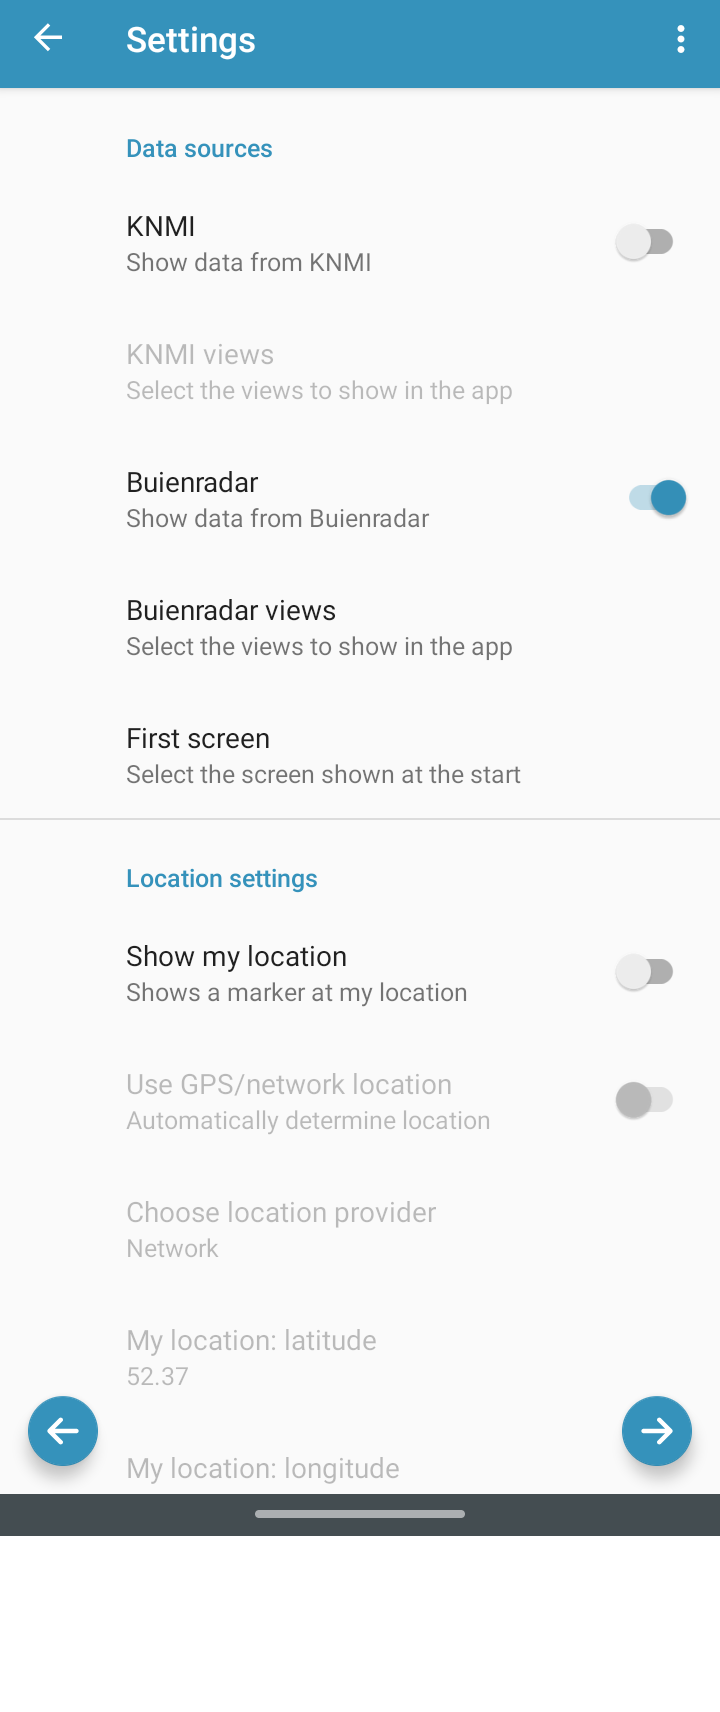 Settings
Data sources
KNMI
Show data from KNMI
KNMI views
Select the views to show in the app
Buienradar
Show data from Buienradar
Buienradar views
Select the views to show in the app
First screen
Select the screen shown at the start
Location settings
Show my location
Shows a marker at my location
Use GPS/network location
Automatically determine location
Choose location provider
Network
My location: latitude
52.37
My location: longitude